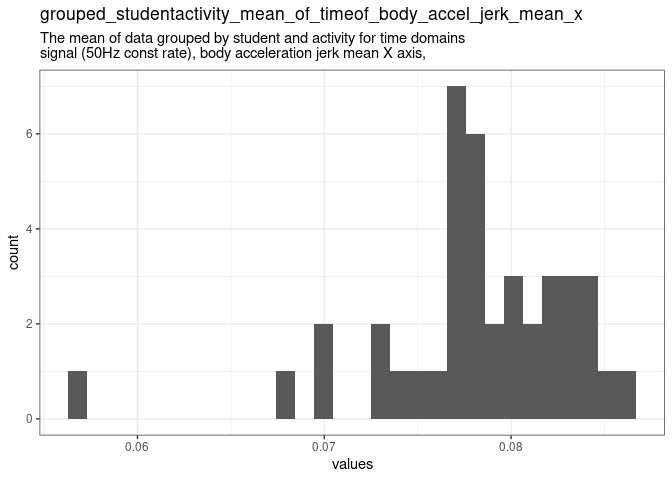 grouped_studentactivity_mean_of_timeof_body_accel_jerk_mean_x
The mean of data grouped by student and activity for time domains
signal (50Hz const rate), body acceleration jerk mean X axis,
6
4
2
0
count
0.06 0.07 0.08
values